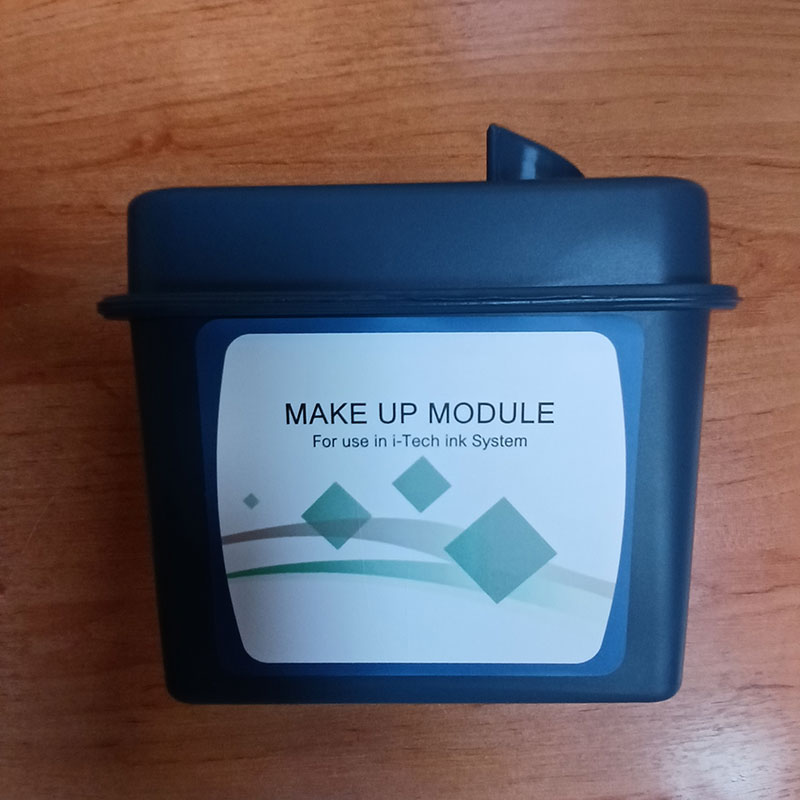 MAKE UP MODULE
For use in i-Tech ink System